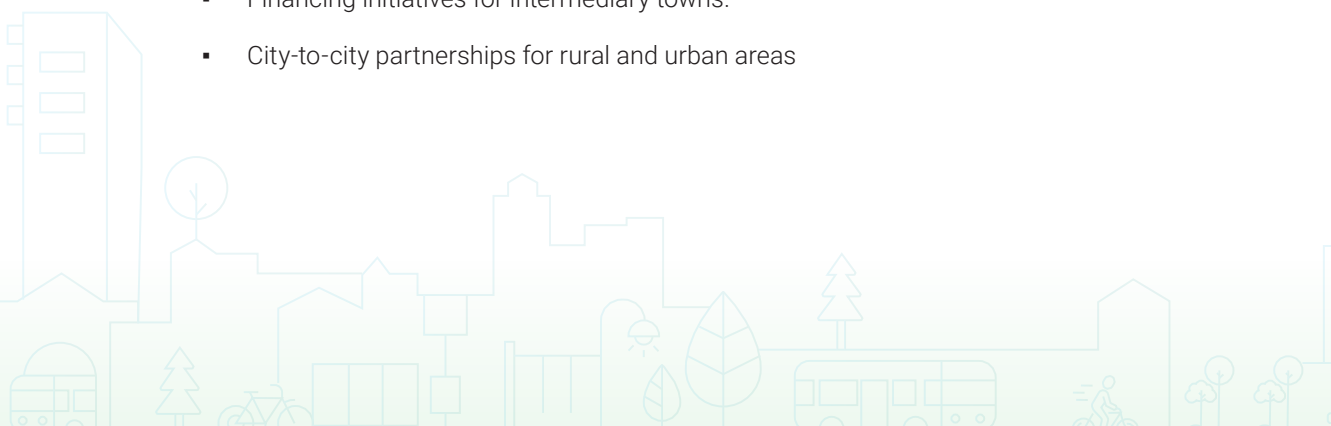 ▪ Financing initiatives for intermediary towns.
▪ City-to-city partnerships for rural and urban areas